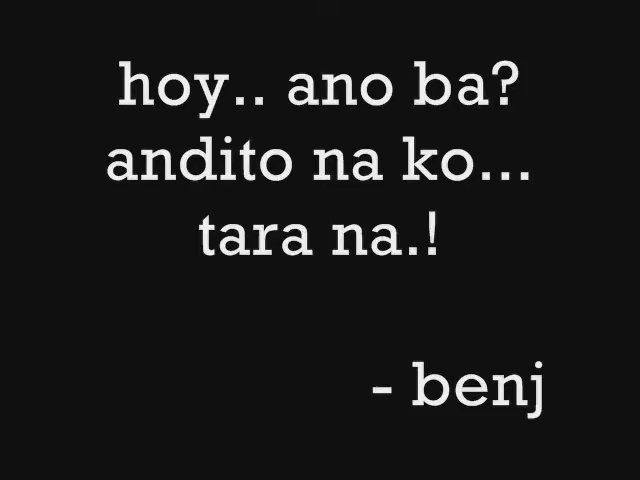 hoy.. ano ba?
andito na ko...
tara na.!
- benj